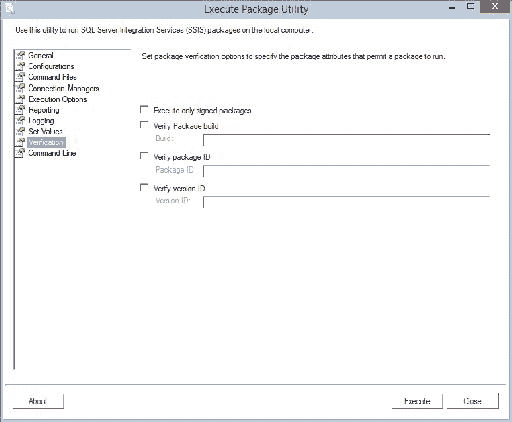 Execute Package Utility
Use this utility to run SQL Server Integration Services (SSIS) packages on the local computer.
General
Configurations
Command Files
Connection Managers
Execution Options
Reporting
Logging
Set Values
Verification
Command Line
Set package verification options to specify the package attributes that permit a package to run.
Execute only signed packages
Verify Package build
Build:
Verify package ID
Package ID
Verify version ID
Version ID:
About
Execute
Close